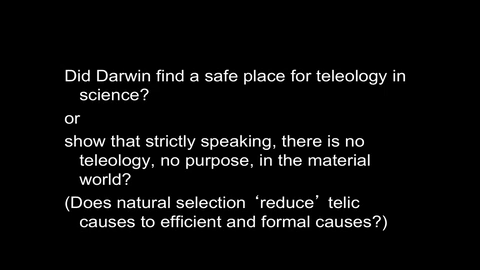 Did Darwin find a safe place for teleology in
science?
or
show that strictly speaking, there is no
teleology, no purpose, in the material
world?
(Does natural selection ‘reduce’ telic
causes to efficient and formal causes?)